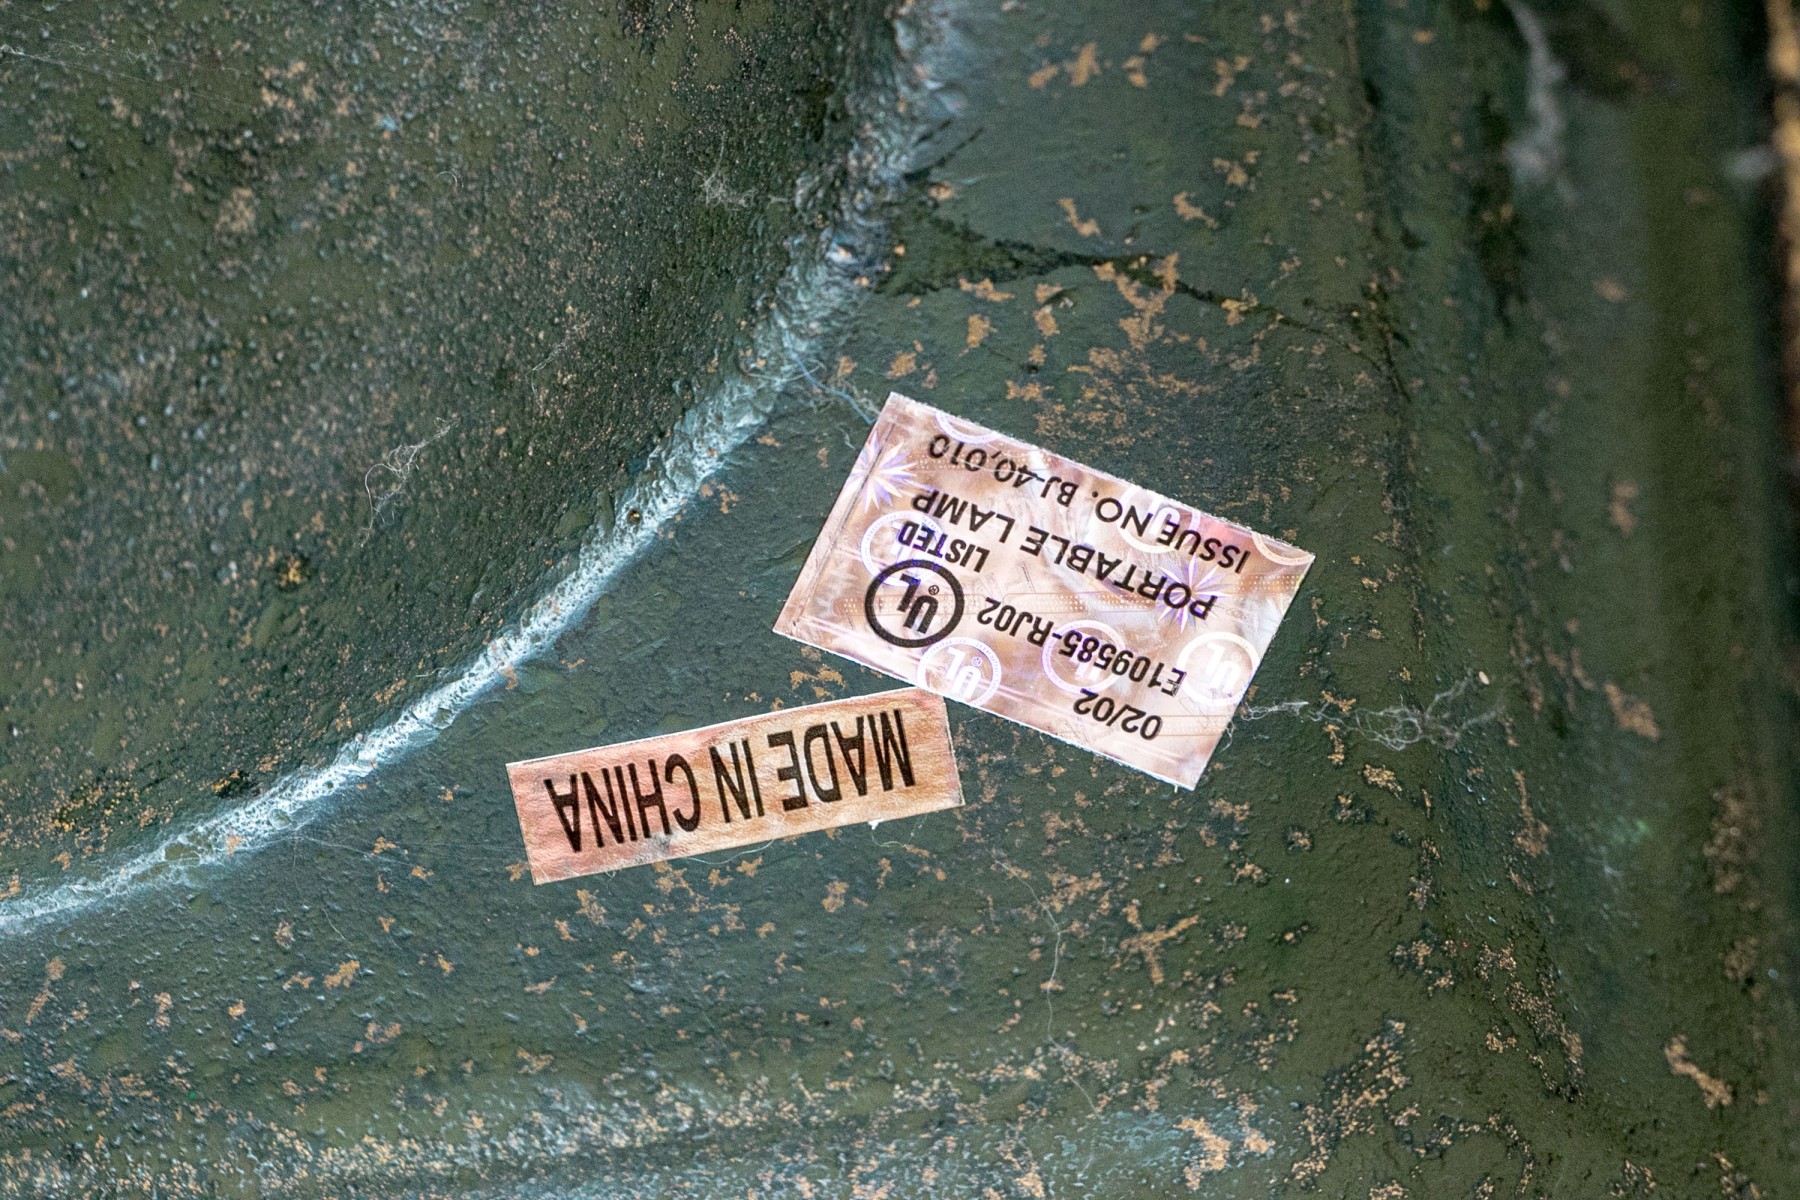 02/02
E109585-RJ02
UL LISTED
PORTABLE LAMP
ISSUE NO. BJ-40,010
MADE IN CHINA